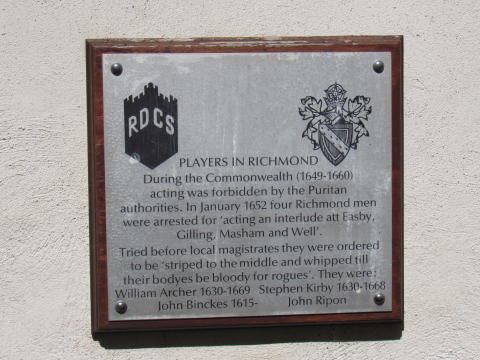 RDCS
PLAYERS IN RICHMOND
During the Commonwealth (1649-1660)
acting was forbidden by the Puritan
authorities. In January 1652 four Richmond men
were arrested for 'acting an interlude att Easby,
Gilling, Masham and Well'.
Tried before local magistrates they were ordered
to be 'striped to the middle and whipped till
their bodyes be bloody for rogues'. They were:
William Archer 1630-1669 Stephen Kirby 1630-1668
John Binckes 1615- John Ripon